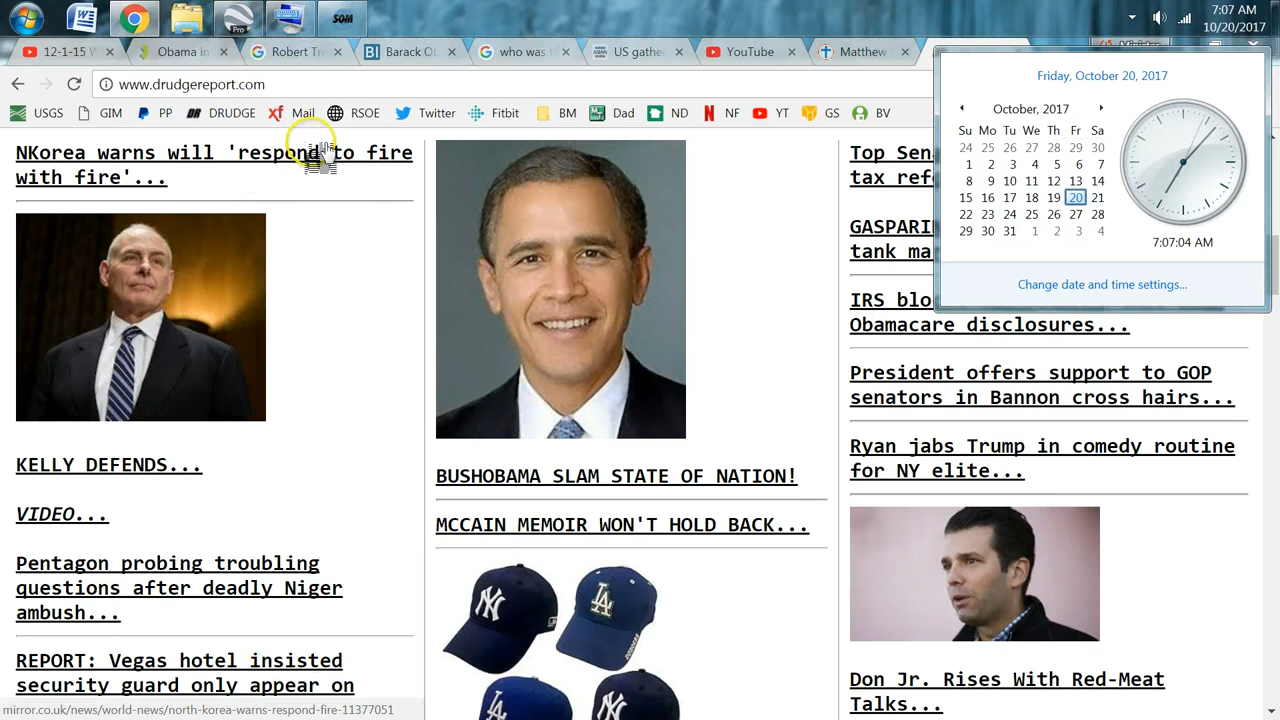 Pro
SOM
7:07 AM
10/20/2017
12-1-15 W
Obama in
Robert Tr
Barack O
who was
US gathe
YouTube
Matthew
www.drudgereport.com
USGS GIM PP DRUDGE Mail RSOE Twitter Fitbit BM Dad ND NF YT GS BV
NKorea warns will 'respond to fire
with fire'...
KELLY DEFENDS...
VIDEO...
Pentagon probing troubling
questions after deadly Niger
ambush...
REPORT: Vegas hotel insisted
security guard only appear on
mirror.co.uk/news/world-news/north-korea-warns-respond-fire-11377051
BUSHOBAMA SLAM STATE OF NATION!
MCCAIN MEMOIR WON'T HOLD BACK...
NY
LA
Top Sen
tax ref
GASPARI
tank ma
IRS blo
Obamacare disclosures...
President offers support to GOP
senators in Bannon cross hairs...
Ryan jabs Trump in comedy routine
for NY elite...
Don Jr. Rises With Red-Meat
Talks...
Friday, October 20, 2017
October, 2017
Su Mo Tu We Th Fr Sa
24 25 26 27 28 29 30
1 2 3 4 5 6 7
8 9 10 11 12 13 14
15 16 17 18 19 20 21
22 23 24 25 26 27 28
29 30 31 1 2 3 4
7:07:04 AM
Change date and time settings...